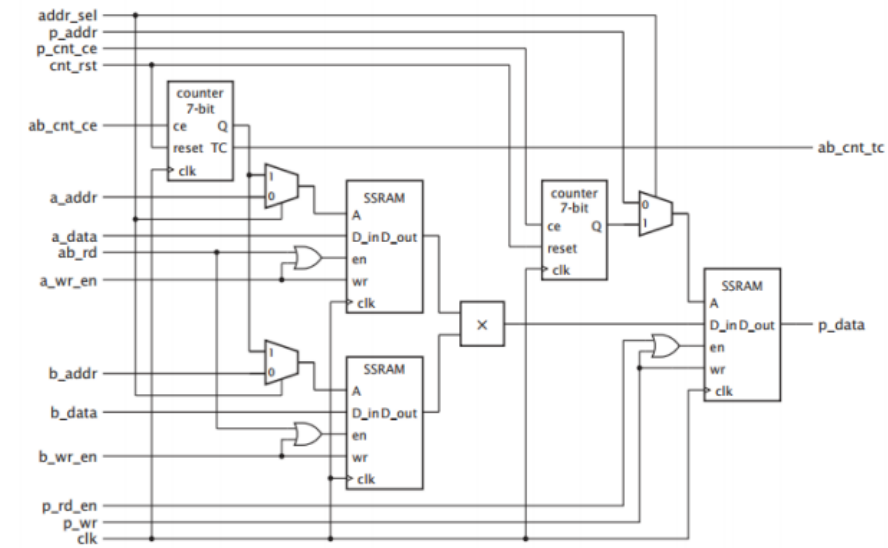 addr_sel
p_addr
p_cnt_ce
cnt_rst
counter
7-bit
ab_cnt_ce
ce Q
reset TC
clk
ab_cnt_tc
a_addr
1
0
SSRAM
A
a_data
D_in D_out
ab_rd
en
a_wr_en
wr
clk
counter
7-bit
ce Q
reset
clk
0
1
×
SSRAM
A
D_in D_out
p_data
en
wr
clk
b_addr
1
0
SSRAM
A
b_data
D_in D_out
en
b_wr_en
wr
clk
p_rd_en
p_wr
clk